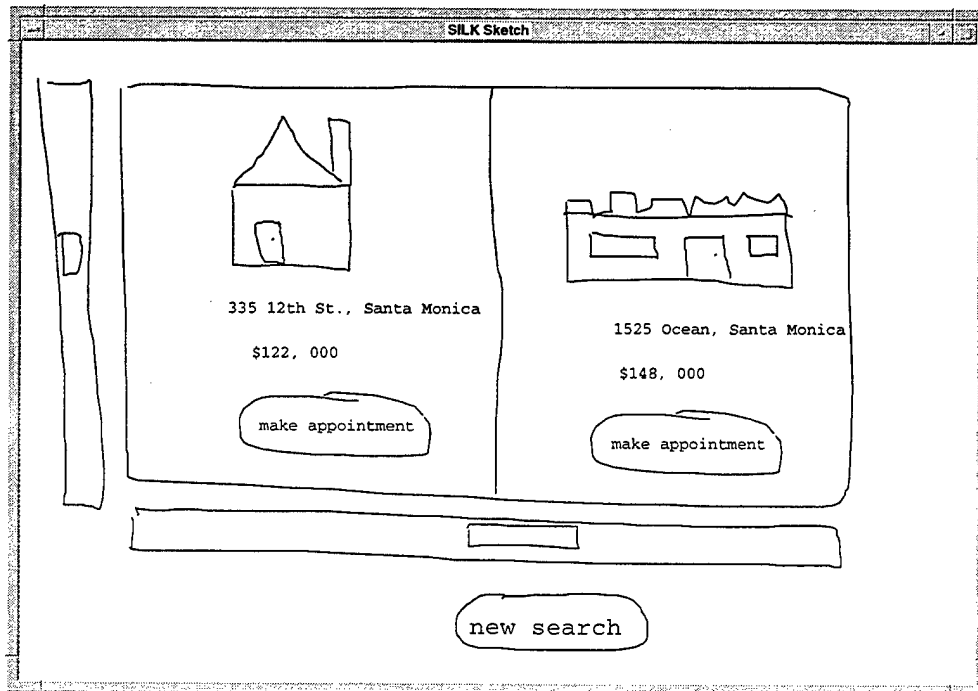 SILK Sketch
335 12th St., Santa Monica
$122, 000
make appointment
1525 Ocean, Santa Monica
$148, 000
make appointment
new search